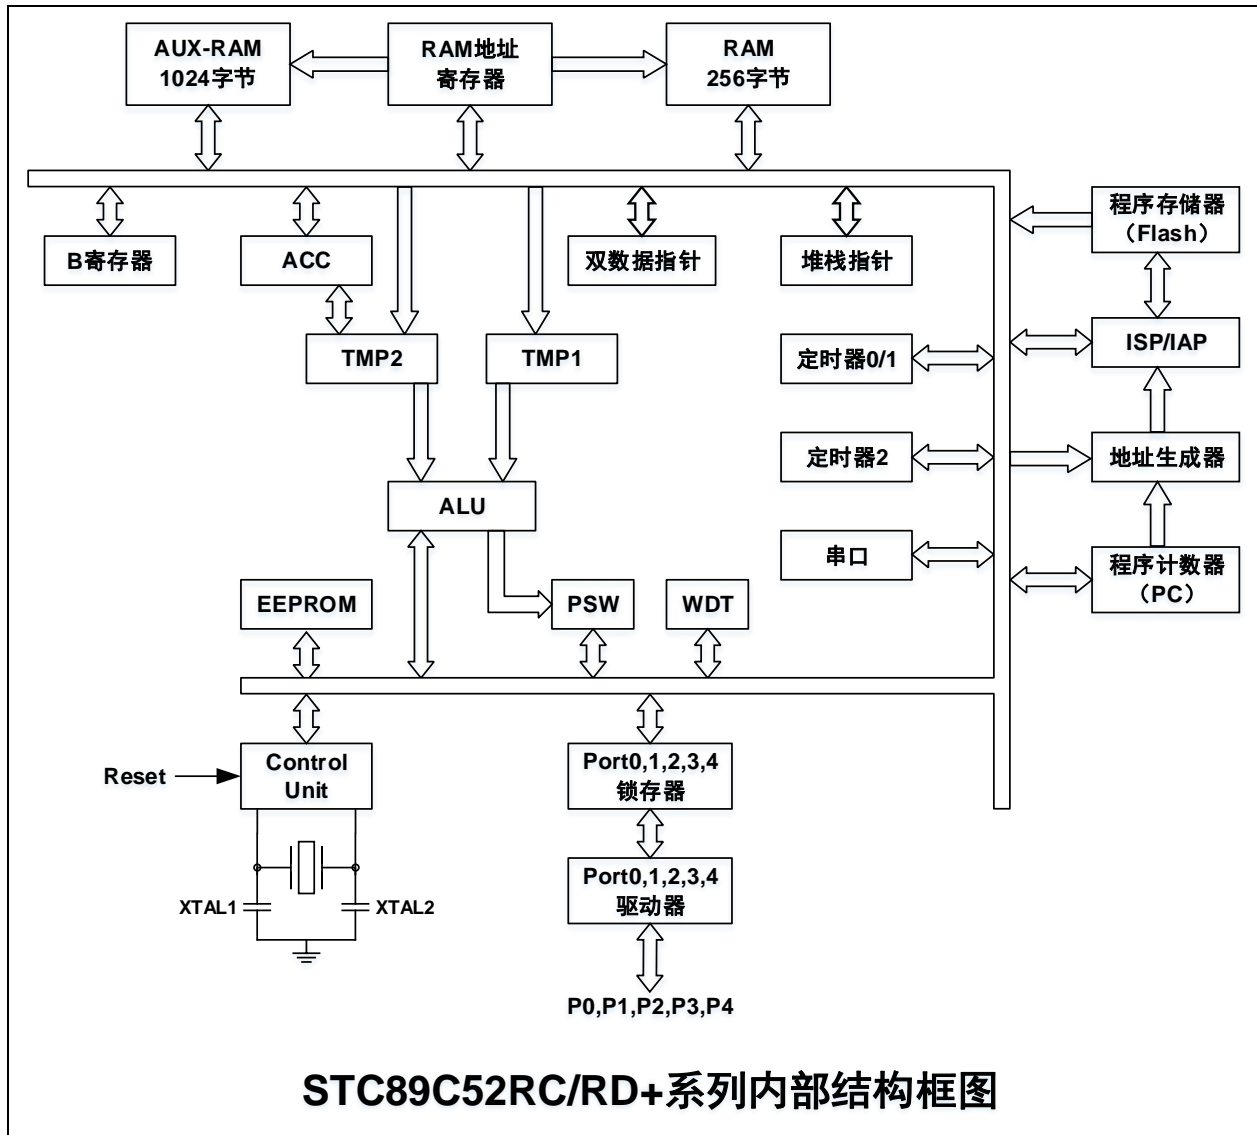 AUX-RAM
1024字节
RAM地址
寄存器
RAM
256字节
B寄存器
ACC
双数据指针
堆栈指针
程序存储器
（Flash）
TMP2
TMP1
定时器0/1
ISP/IAP
定时器2
地址生成器
ALU
串口
程序计数器
（PC）
EEPROM
PSW
WDT
Reset
Control
Unit
Port0,1,2,3,4
锁存器
Port0,1,2,3,4
驱动器
XTAL1
XTAL2
P0,P1,P2,P3,P4
STC89C52RC/RD+系列内部结构框图